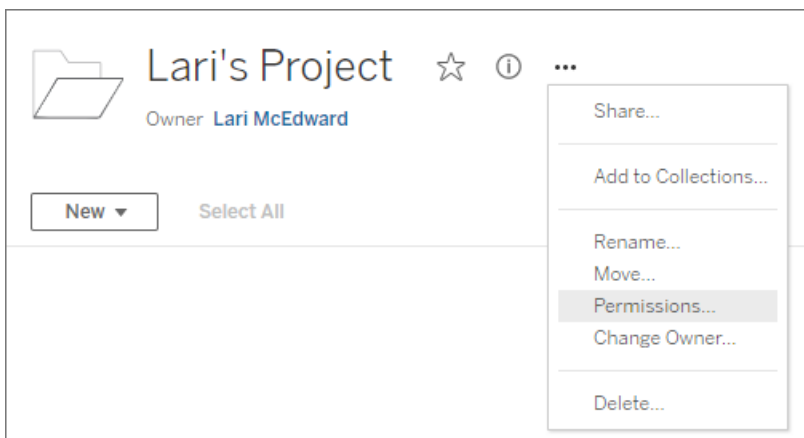 Lari's Project
Owner Lari McEdward
New
Select All
Share...
Add to Collections...
Rename...
Move...
Permissions...
Change Owner...
Delete...